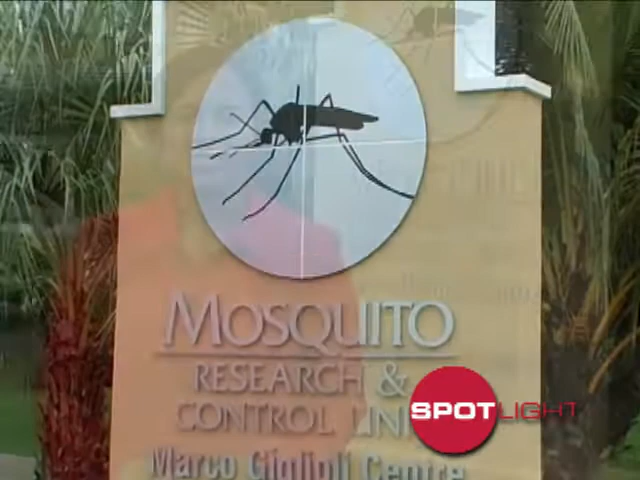 MOSQUITO
RESEARCH &
CONTROL UNIT
SPOTLIGHT
Marco Giglioli Centre